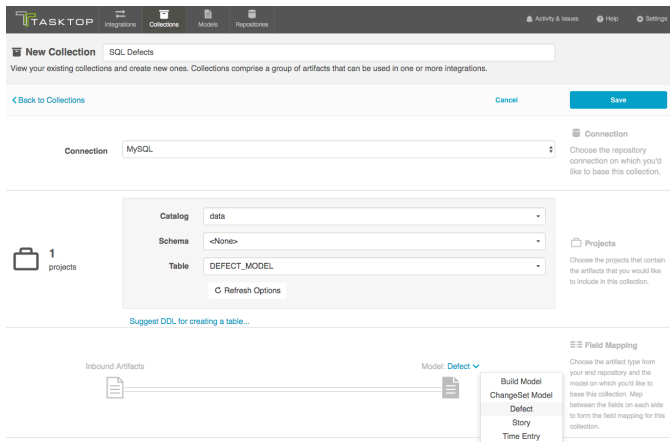 TASKTOP
Integrations
Collections
Models
Repositories
Activity & Issues
Help
Settings
New Collection
SQL Defects
View your existing collections and create new ones. Collections comprise a group of artifacts that can be used in one or more integrations.
Back to Collections
Cancel
Save
Connection
MySQL
Connection
Choose the repository
connection on which you'd
like to base this collection.
1
projects
Catalog
data
Schema
<None>
Table
DEFECT_MODEL
Refresh Options
Suggest DDL for creating a table...
Projects
Choose the projects that contain
the artifacts that you would like
to include in this collection.
Inbound Artifacts
Model: Defect
Build Model
ChangeSet Model
Defect
Story
Time Entry
Field Mapping
Choose the artifact type from
your end repository and the
model on which you'd like to
base this collection. Map
between the fields on each side
to form the field mapping for this
collection.